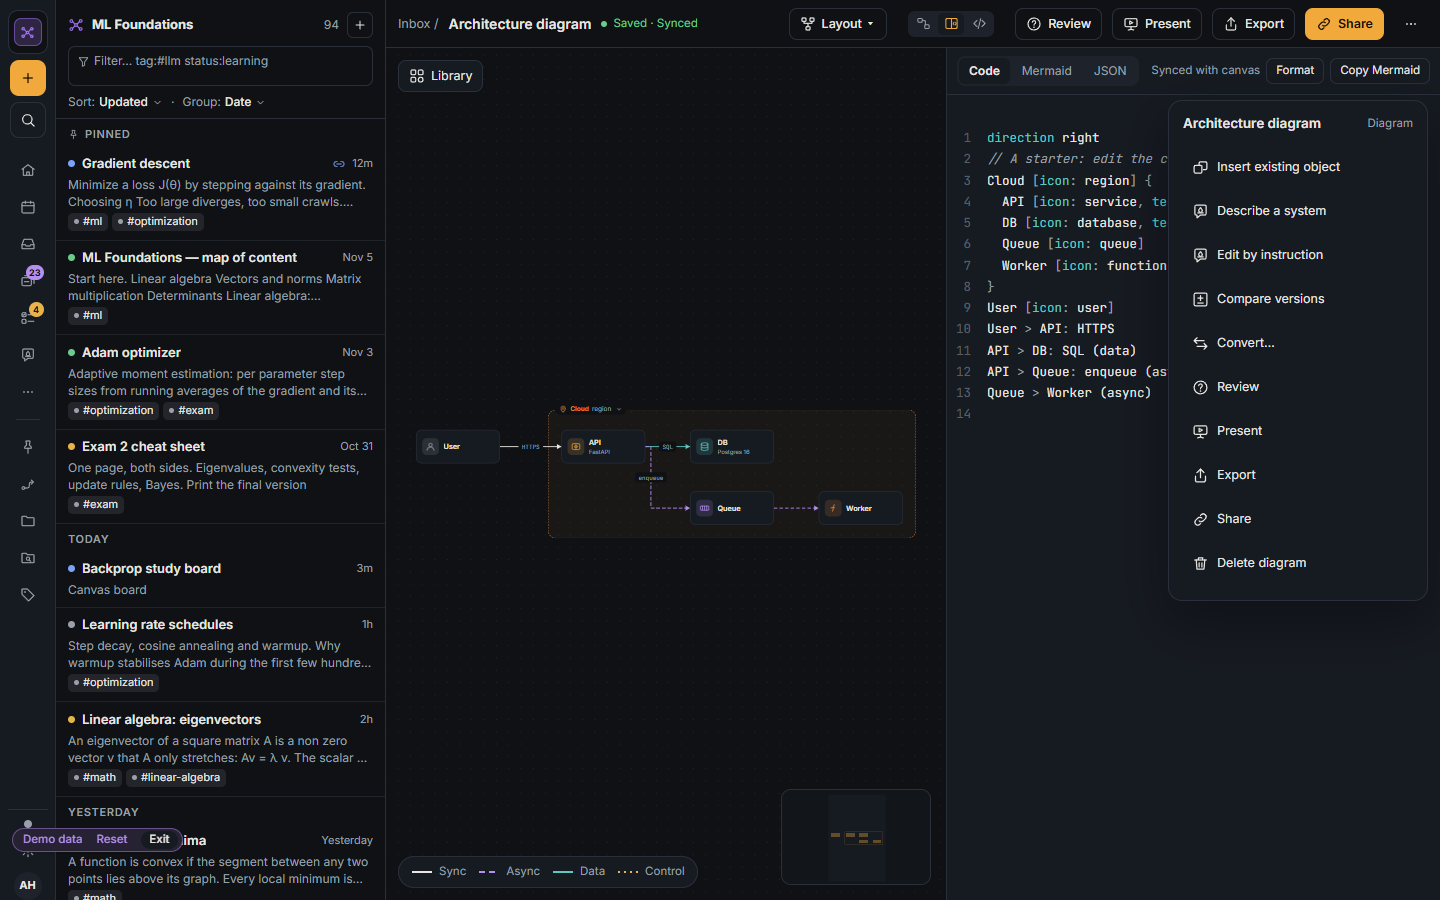 ML Foundations
94
Filter... tag:#llm status:learning
Sort: Updated · Group: Date
PINNED
Gradient descent 12m
Minimize a loss J(θ) by stepping against its gradient.
Choosing η Too large diverges, too small crawls....
#ml #optimization
ML Foundations — map of content Nov 5
Start here. Linear algebra Vectors and norms Matrix
multiplication Determinants Linear algebra:...
#ml
Adam optimizer Nov 3
Adaptive moment estimation: per parameter step
sizes from running averages of the gradient and its...
#optimization #exam
Exam 2 cheat sheet Oct 31
One page, both sides. Eigenvalues, convexity tests,
update rules, Bayes. Print the final version
#exam
TODAY
Backprop study board 3m
Canvas board
Learning rate schedules 1h
Step decay, cosine annealing and warmup. Why
warmup stabilises Adam during the first few hundre...
#optimization
Linear algebra: eigenvectors 2h
An eigenvector of a square matrix A is a non zero
vector v that A only stretches: Av = λ v. The scalar ...
#math #linear-algebra
YESTERDAY
ima Yesterday
A function is convex if the segment between any two
points lies above its graph. Every local minimum is...
#math
23
4
Demo data Reset Exit
AH
Inbox / Architecture diagram Saved · Synced
Layout
Review
Present
Export
Share
Library
Cloud region
User
HTTPS
API
FastAPI
SQL
DB
Postgres 16
enqueue
Queue
Worker
Sync Async Data Control
Code Mermaid JSON Synced with canvas Format Copy Mermaid
1 direction right
2 // A starter: edit the c
3 Cloud [icon: region] {
4 API [icon: service, te
5 DB [icon: database, te
6 Queue [icon: queue]
7 Worker [icon: function
8 }
9 User [icon: user]
10 User > API: HTTPS
11 API > DB: SQL (data)
12 API > Queue: enqueue (as
13 Queue > Worker (async)
14
Architecture diagram Diagram
Insert existing object
Describe a system
Edit by instruction
Compare versions
Convert...
Review
Present
Export
Share
Delete diagram